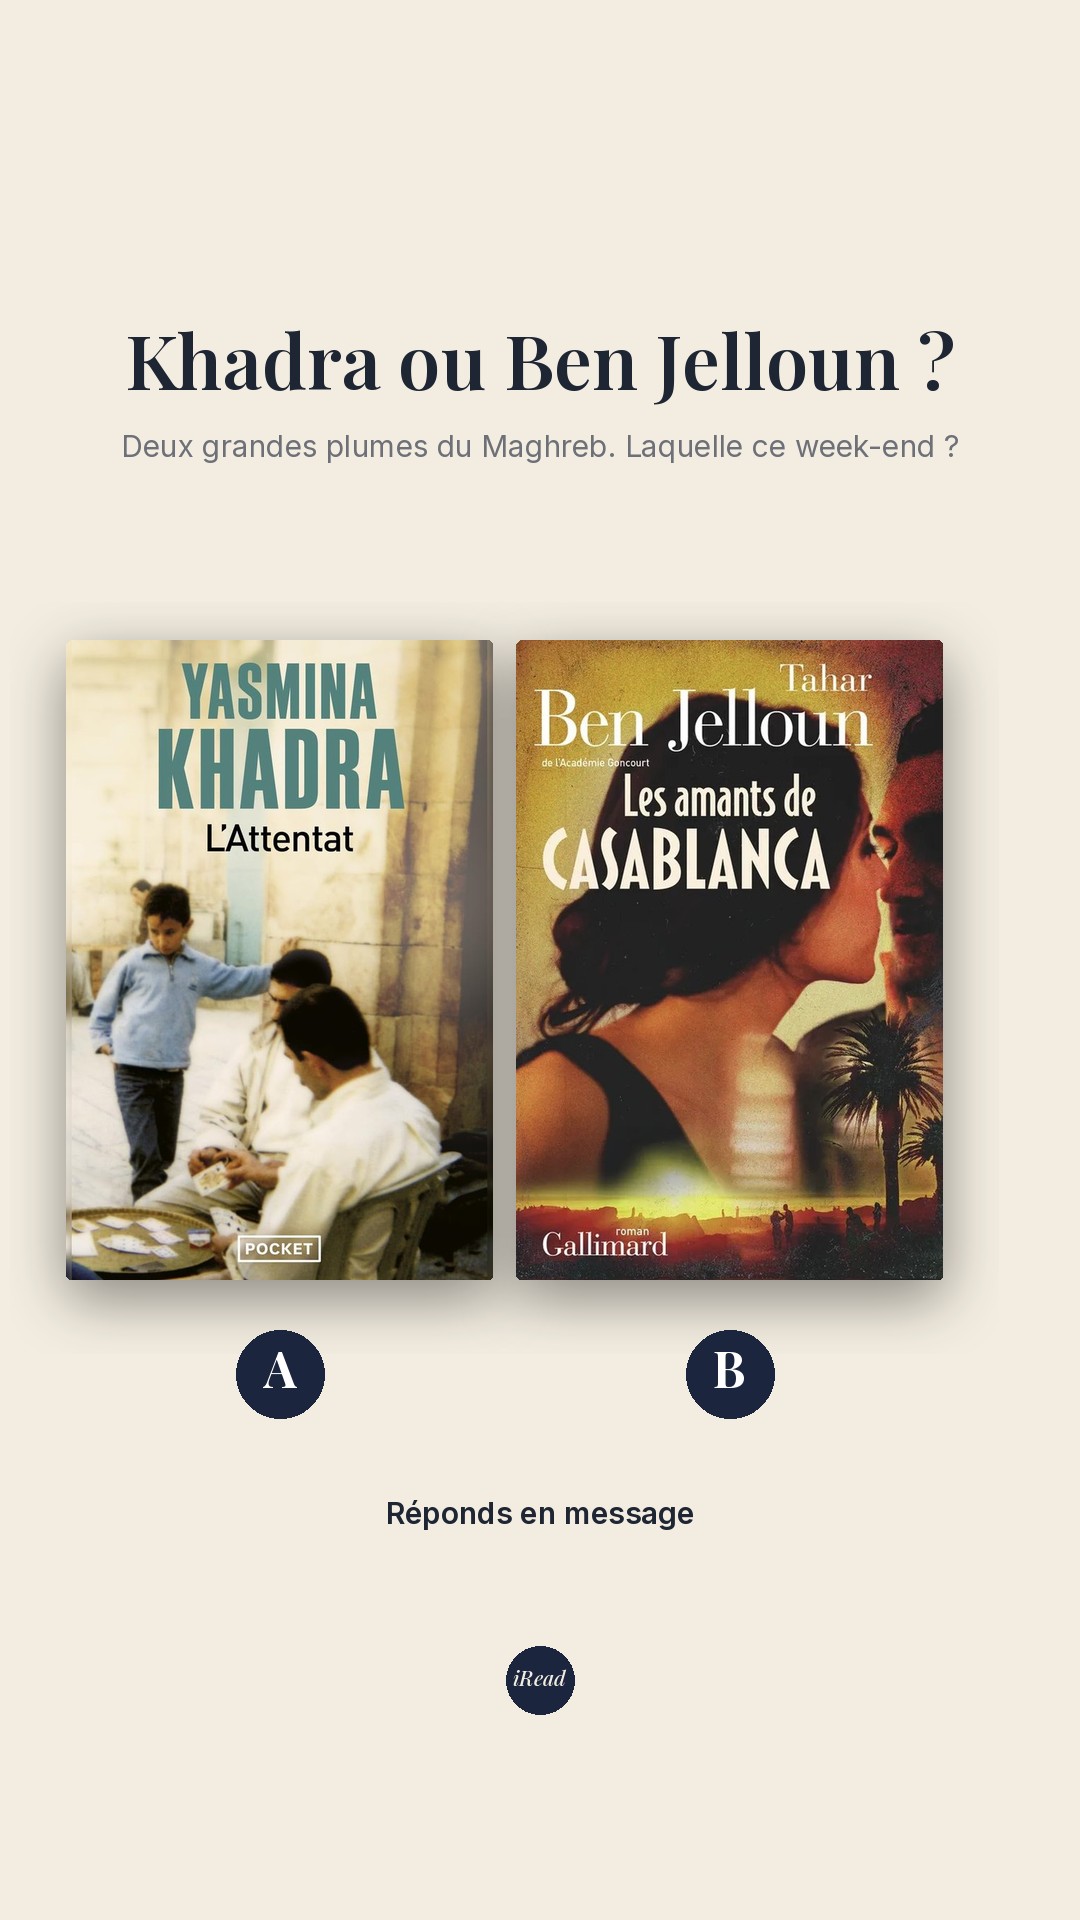 Khadra ou Ben Jelloun ?
Deux grandes plumes du Maghreb. Laquelle ce week-end ?
YASMINA
KHADRA
L'Attentat
POCKET
Tahar
Ben Jelloun
de l'Académie Goncourt
Les amants de
CASABLANCA
roman
Gallimard
A
B
Réponds en message
iRead